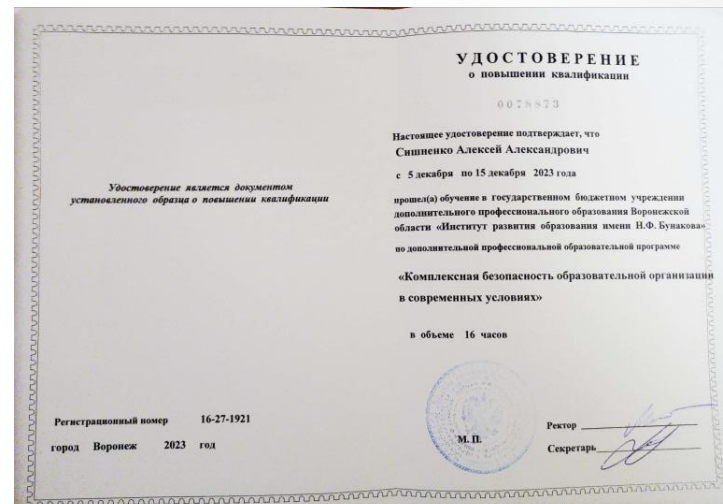 Удостоверение является документом
установленного образца о повышении квалификации
Регистрационный номер 16-27-1921
город Воронеж 2023 год
УДОСТОВЕРЕНИЕ
о повышении квалификации
0078873
Настоящее удостоверение подтверждает, что
Сишненко Алексей Александрович
с 5 декабря по 15 декабря 2023 года
прошел(а) обучение в государственном бюджетном учреждении
дополнительного профессионального образования Воронежской
области «Институт развития образования имени Н.Ф. Бунакова»
по дополнительной профессиональной образовательной программе
«Комплексная безопасность образовательной организации
в современных условиях»
в объеме 16 часов
М. П.
Ректор
Секретарь